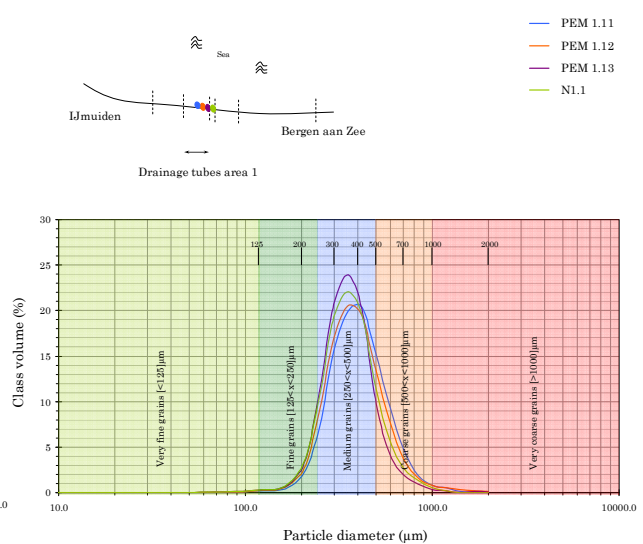 PEM 1.11
PEM 1.12
PEM 1.13
N1.1
Sea
IJmuiden
Bergen aan Zee
Drainage tubes area 1
30
25
20
15
10
5
0
Class volume (%)
125 200 300 400 500 700 1000 2000
Very fine grains [<125]µm
Fine grains [125<x<250]µm
Medium grains [250<x<500]µm
Coarse grains [500<x<1000]µm
Very coarse grains [>1000]µm
.0
10.0 100.0 1000.0 10000.0
Particle diameter (µm)